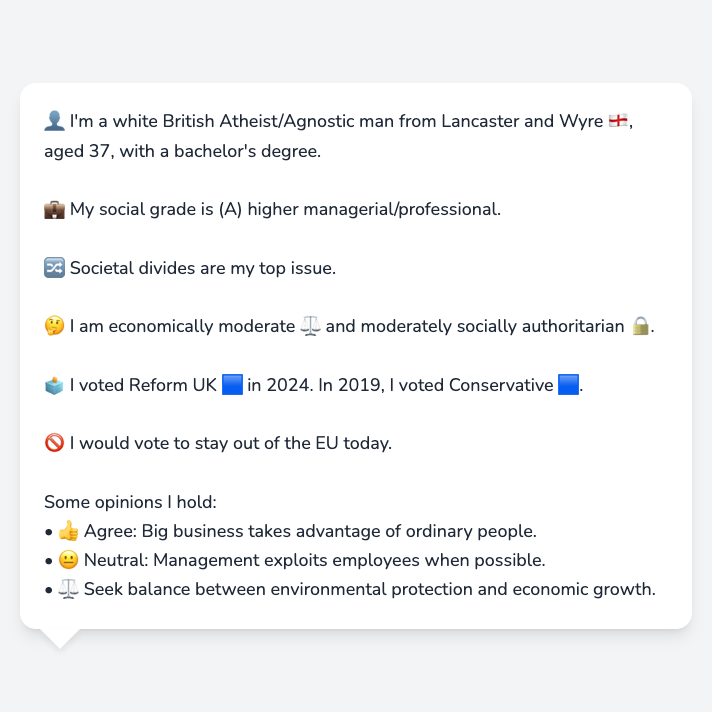 👤 I'm a white British Atheist/Agnostic man from Lancaster and Wyre 🏴󠁧󠁢󠁥󠁮󠁧󠁿,
aged 37, with a bachelor's degree.
💼 My social grade is (A) higher managerial/professional.
🔀 Societal divides are my top issue.
🤔 I am economically moderate ⚖️ and moderately socially authoritarian 🔒.
🗳️ I voted Reform UK 🟦 in 2024. In 2019, I voted Conservative 🟦.
🚫 I would vote to stay out of the EU today.
Some opinions I hold:
• 👍 Agree: Big business takes advantage of ordinary people.
• 😐 Neutral: Management exploits employees when possible.
• ⚖️ Seek balance between environmental protection and economic growth.